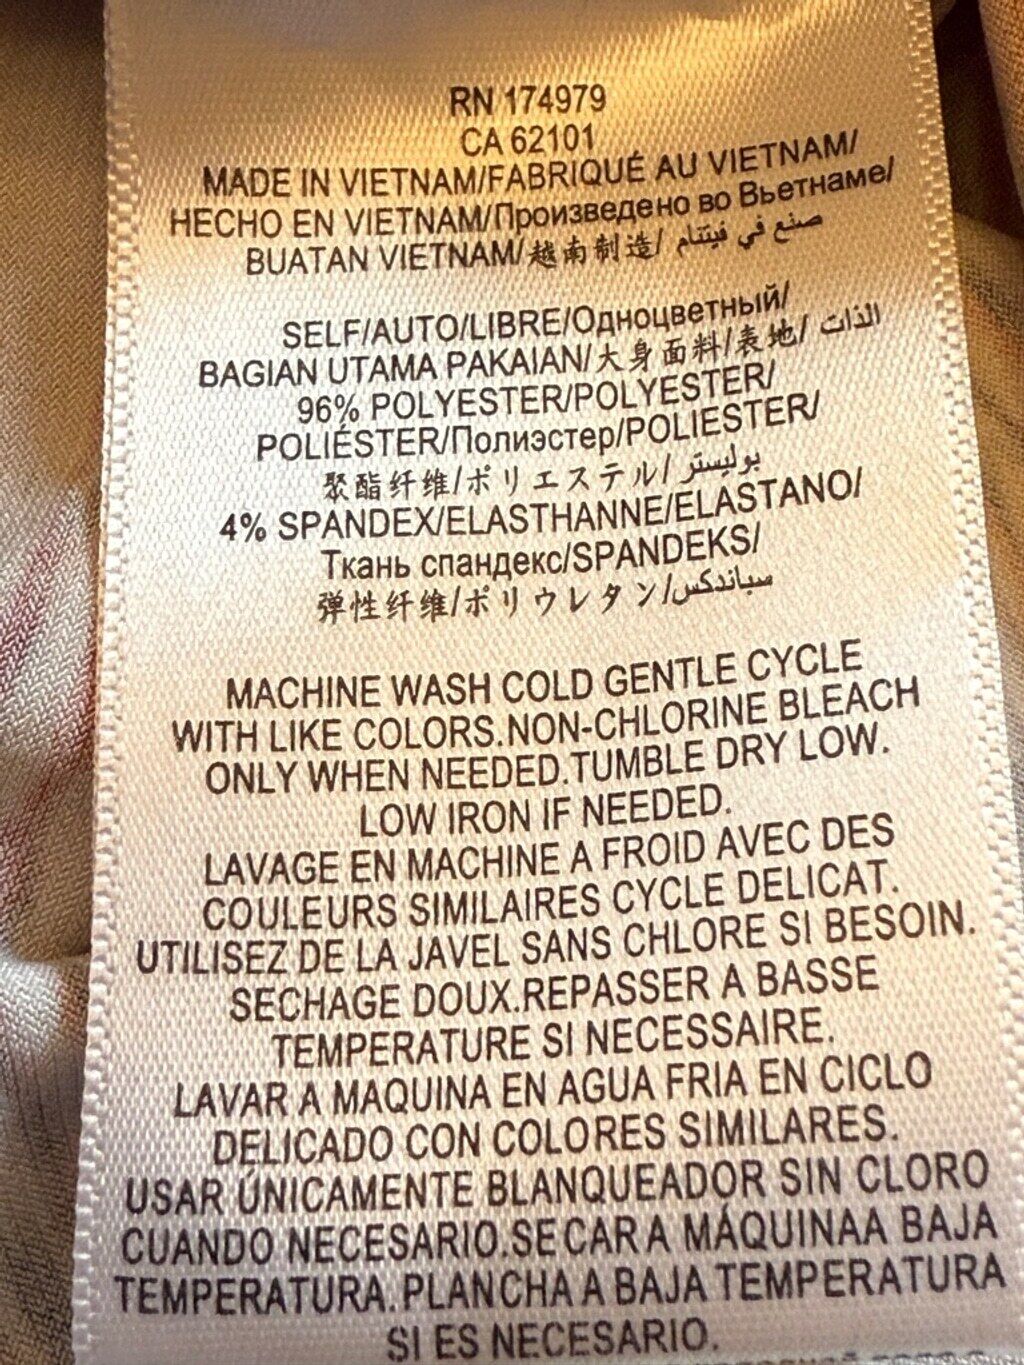 RN 174979
CA 62101
MADE IN VIETNAM/FABRIQUÉ AU VIETNAM/
HECHO EN VIETNAM/Произведено во Вьетнаме/
BUATAN VIETNAM/越南制造/ صنع في فيتنام
SELF/AUTO/LIBRE/Одноцветный/
BAGIAN UTAMA PAKAIAN/大身面料/表地/ الذات
96% POLYESTER/POLYESTER/
POLIÉSTER/Полиэстер/POLIESTER/
聚酯纤维/ポリエステル/ بوليستر
4% SPANDEX/ELASTHANNE/ELASTANO/
Ткань спандекс/SPANDEKS/
弹性纤维/ポリウレタン/سباندكس
MACHINE WASH COLD GENTLE CYCLE
WITH LIKE COLORS.NON-CHLORINE BLEACH
ONLY WHEN NEEDED.TUMBLE DRY LOW.
LOW IRON IF NEEDED.
LAVAGE EN MACHINE A FROID AVEC DES
COULEURS SIMILAIRES CYCLE DELICAT.
UTILISEZ DE LA JAVEL SANS CHLORE SI BESOIN.
SECHAGE DOUX.REPASSER A BASSE
TEMPERATURE SI NECESSAIRE.
LAVAR A MAQUINA EN AGUA FRIA EN CICLO
DELICADO CON COLORES SIMILARES.
USAR ÚNICAMENTE BLANQUEADOR SIN CLORO
CUANDO NECESARIO.SECAR A MÁQUINAA BAJA
TEMPERATURA.PLANCHA A BAJA TEMPERATURA
SI ES NECESARIO.